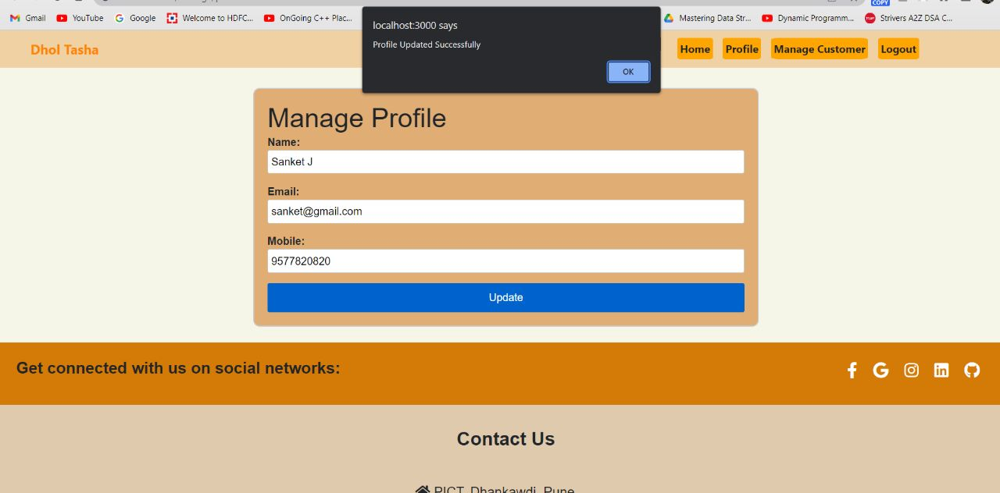 COPY
Gmail YouTube Google Welcome to HDFC... OnGoing C++ Plac... Mastering Data Str... Dynamic Programm... TUF Strivers A2Z DSA C...
localhost:3000 says
Profile Updated Successfully
OK
Dhol Tasha Home Profile Manage Customer Logout
Manage Profile
Name:
Sanket J
Email:
sanket@gmail.com
Mobile:
9577820820
Update
Get connected with us on social networks:
Contact Us
PICT, Dhankawdi, Pune